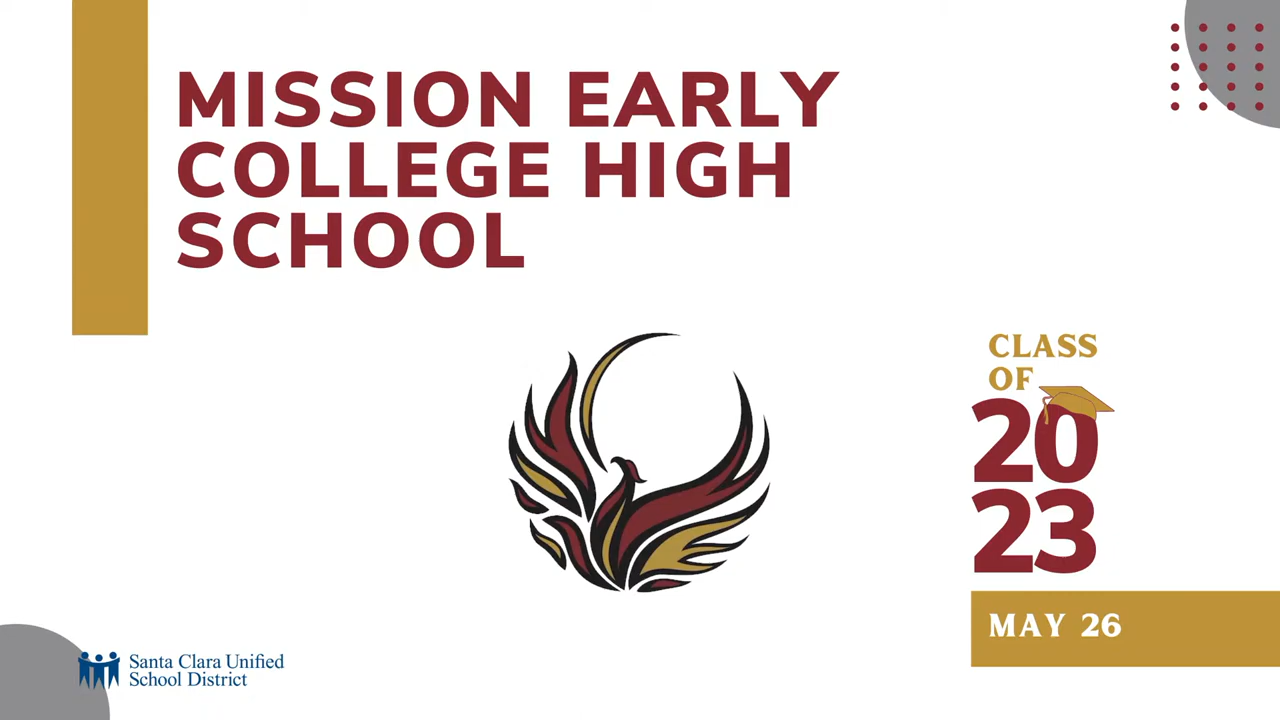 MISSION EARLY
COLLEGE HIGH
SCHOOL
CLASS
OF
20
23
MAY 26
Santa Clara Unified
School District